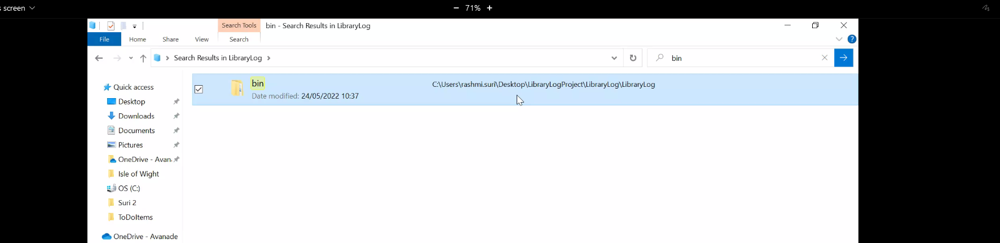 s screen
71%
Search Tools
bin - Search Results in LibraryLog
File
Home
Share
View
Search
Search Results in LibraryLog
bin
Quick access
Desktop
Downloads
Documents
Pictures
OneDrive - Avan
Isle of Wight
OS (C:)
Suri 2
ToDoItems
OneDrive - Avanade
bin
C:\Users\rashmi.suri\Desktop\LibraryLogProject\LibraryLog\LibraryLog
Date modified: 24/05/2022 10:37